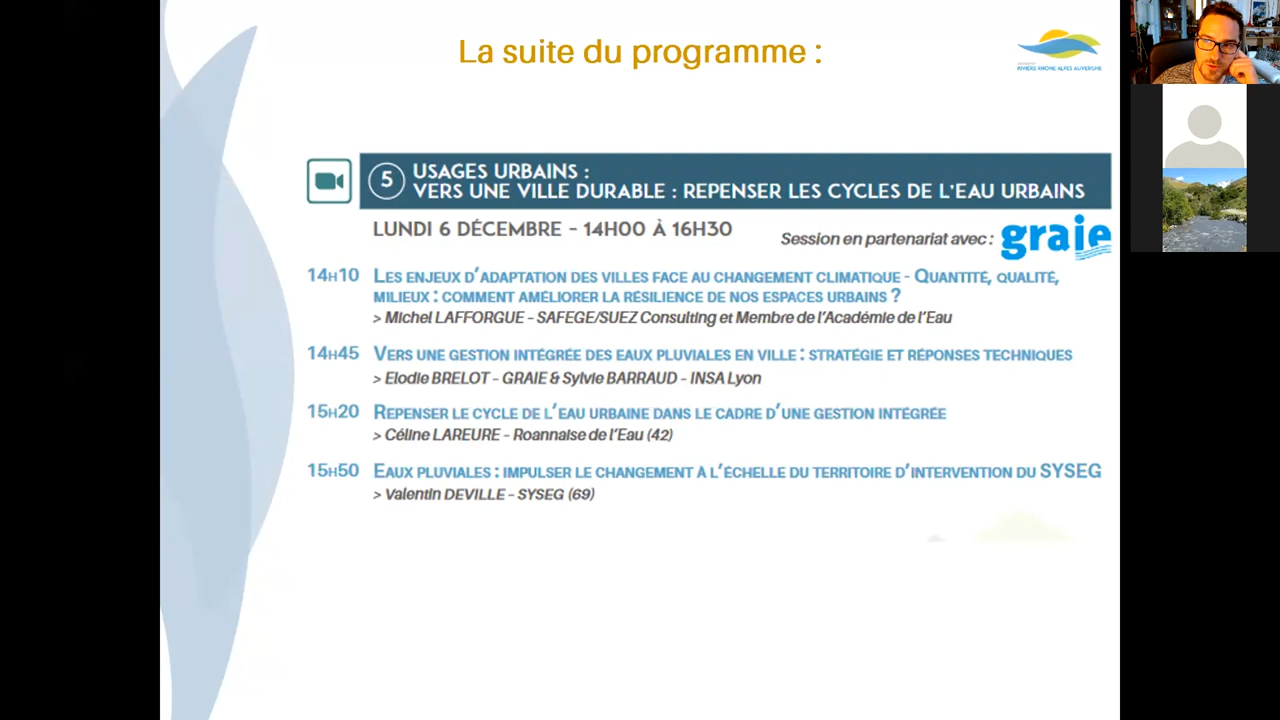 La suite du programme :
RIVIÈRE RHÔNE ALPES AUVERGNE
5
USAGES URBAINS :
VERS UNE VILLE DURABLE : REPENSER LES CYCLES DE L'EAU URBAINS
LUNDI 6 DÉCEMBRE – 14H00 À 16H30
Session en partenariat avec :
graie
14H10 LES ENJEUX D'ADAPTATION DES VILLES FACE AU CHANGEMENT CLIMATIQUE - QUANTITÉ, QUALITÉ,
MILIEUX : COMMENT AMÉLIORER LA RÉSILIENCE DE NOS ESPACES URBAINS ?
> Michel LAFFORGUE – SAFEGE/SUEZ Consulting et Membre de l'Académie de l'Eau
14H45 VERS UNE GESTION INTÉGRÉE DES EAUX PLUVIALES EN VILLE : STRATÉGIE ET RÉPONSES TECHNIQUES
> Elodie BRELOT – GRAIE & Sylvie BARRAUD – INSA Lyon
15H20 REPENSER LE CYCLE DE L'EAU URBAINE DANS LE CADRE D'UNE GESTION INTÉGRÉE
> Céline LAREURE – Roannaise de l'Eau (42)
15H50 EAUX PLUVIALES : IMPULSER LE CHANGEMENT À L'ÉCHELLE DU TERRITOIRE D'INTERVENTION DU SYSEG
> Valentin DEVILLE – SYSEG (69)